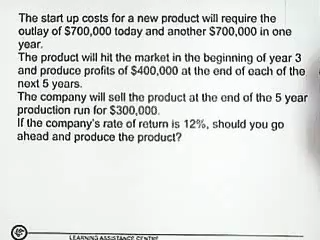 The start up costs for a new product will require the
outlay of $700,000 today and another $700,000 in one
year.
The product will hit the market in the beginning of year 3
and produce profits of $400,000 at the end of each of the
next 5 years.
The company will sell the product at the end of the 5 year
production run for $300,000.
If the company's rate of return is 12%, should you go
ahead and produce the product?
LEARNING ASSISTANCE CENTRE